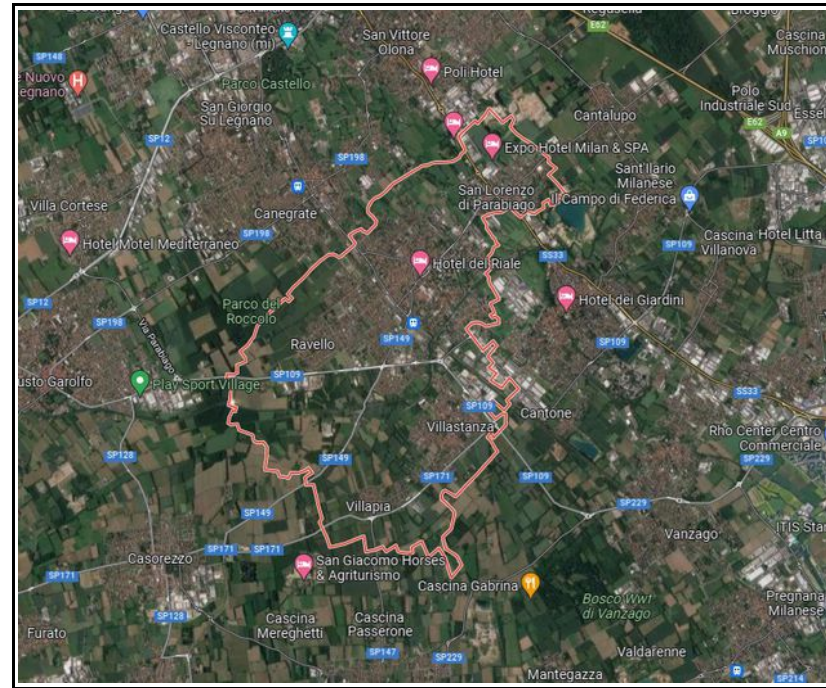 SP148
Castello Visconteo
- Legnano (mi)
San Vittore
Olona
E62
Cascina
Parco Castello
Poli Hotel
Polo
Industriale Sud
San Giorgio
Su Legnano
SP12
Cantalupo
E62
A9
Expo Hotel Milan & SPA
SP198
Sant'Ilario
Milanese
San Lorenzo
di Parabiago
Il Campo di Federica
Villa Cortese
Canegrate
Hotel Motel Mediterraneo
SP198
SP109
Cascina
Villanova
Hotel Litta
SS33
Hotel del Riale
SP12
Parco del
Roccolo
Hotel dei Giardini
SP198
Via Parabiago
Ravello
SP149
SP109
SP109
usto Garolfo
Play Sport Village
SP109
SS33
Cantone
Villastanza
Rho Center Centro
Commerciale
SP128
SP149
SP171
SP109
SP229
Villapia
SP229
SP149
Vanzago
SP171
SP171
Casorezzo
San Giacomo Horses
& Agriturismo
SP171
Cascina Gabrina
Bosco Wwf
di Vanzago
Pregnana
Milanese
SP128
Cascina
Mereghetti
Cascina
Passerone
Furato
SP147
SP229
Valdarenne
Mantegazza
SP214